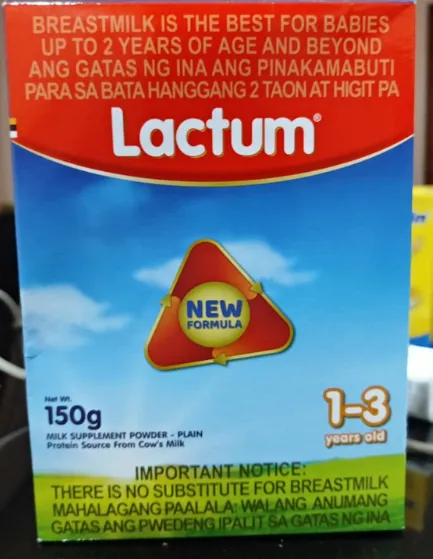 BREASTMILK IS THE BEST FOR BABIES
UP TO 2 YEARS OF AGE AND BEYOND
ANG GATAS NG INA ANG PINAKAMABUTI
PARA SA BATA HANGGANG 2 TAON AT HIGIT PA
Lactum®
NEW
FORMULA
Net Wt.
150g
MILK SUPPLEMENT POWDER - PLAIN
Protein Source From Cow's Milk
1-3
years old
IMPORTANT NOTICE:
THERE IS NO SUBSTITUTE FOR BREASTMILK
MAHALAGANG PAALALA: WALANG ANUMANG
GATAS ANG PWEDENG IPALIT SA GATAS NG INA